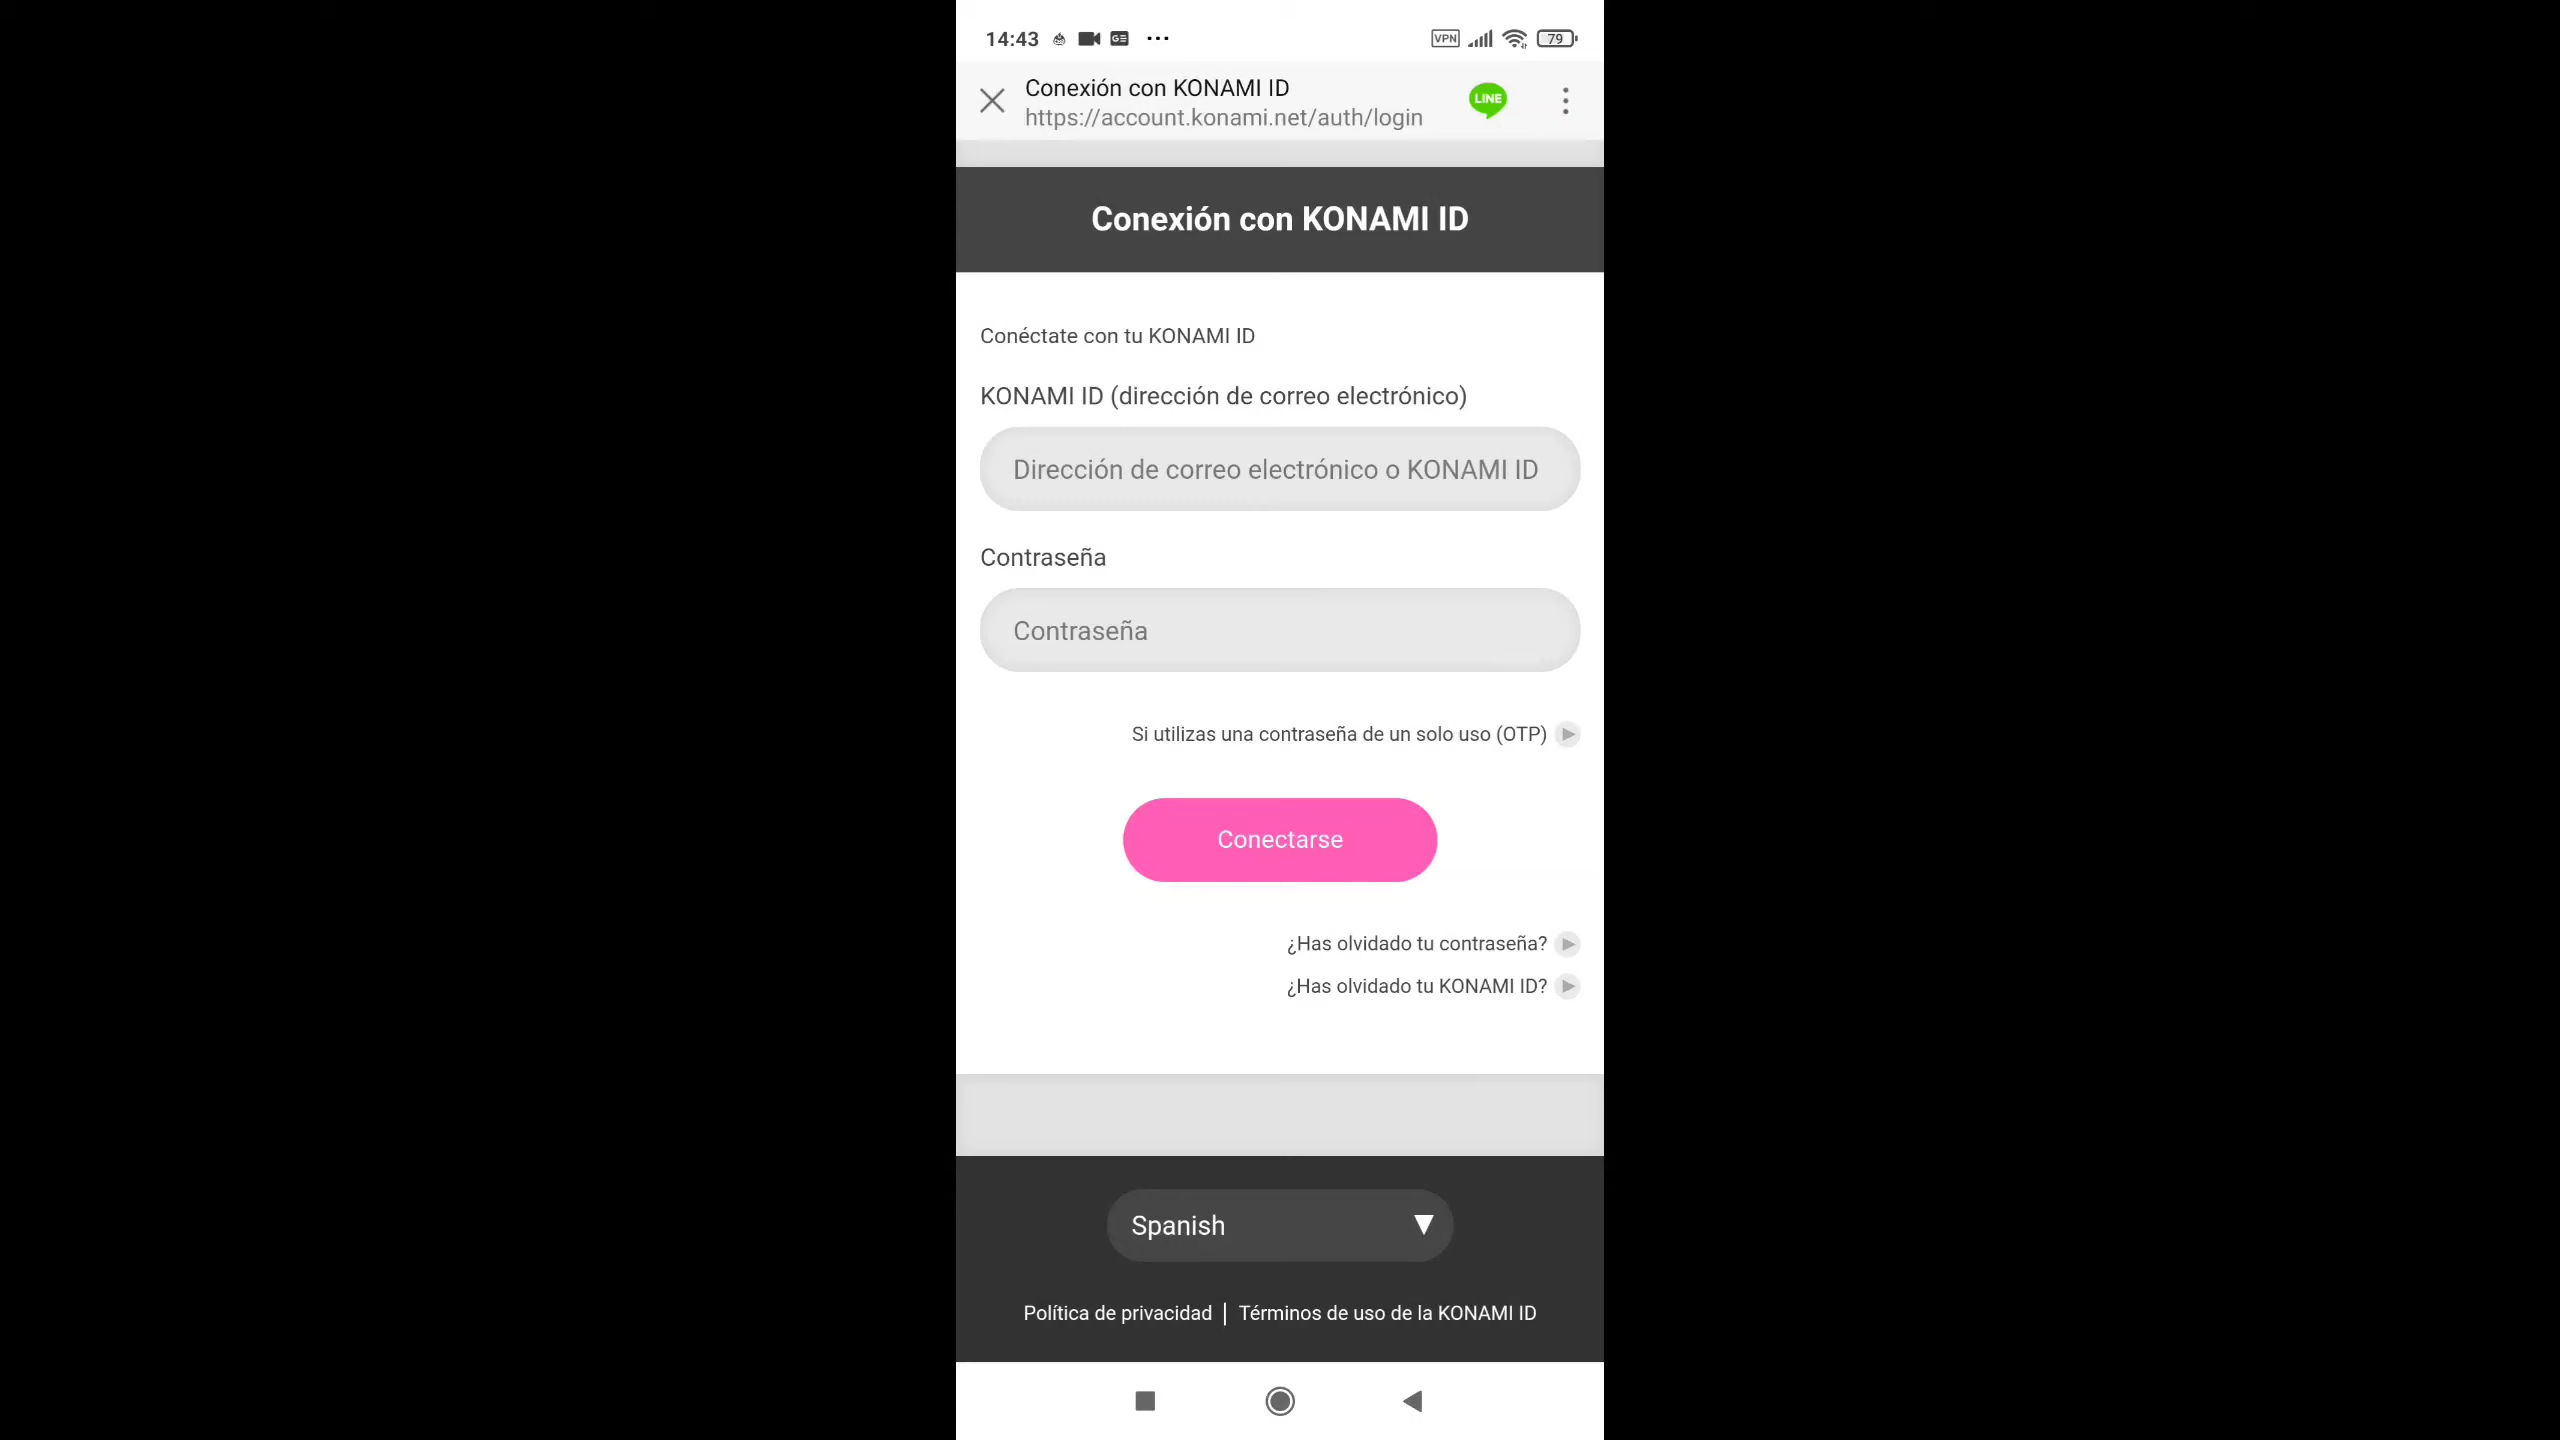 14:43
VPN
79
Conexión con KONAMI ID
https://account.konami.net/auth/login
LINE
Conexión con KONAMI ID
Conéctate con tu KONAMI ID
KONAMI ID (dirección de correo electrónico)
Dirección de correo electrónico o KONAMI ID
Contraseña
Contraseña
Si utilizas una contraseña de un solo uso (OTP)
Conectarse
¿Has olvidado tu contraseña?
¿Has olvidado tu KONAMI ID?
Spanish
Política de privacidad | Términos de uso de la KONAMI ID